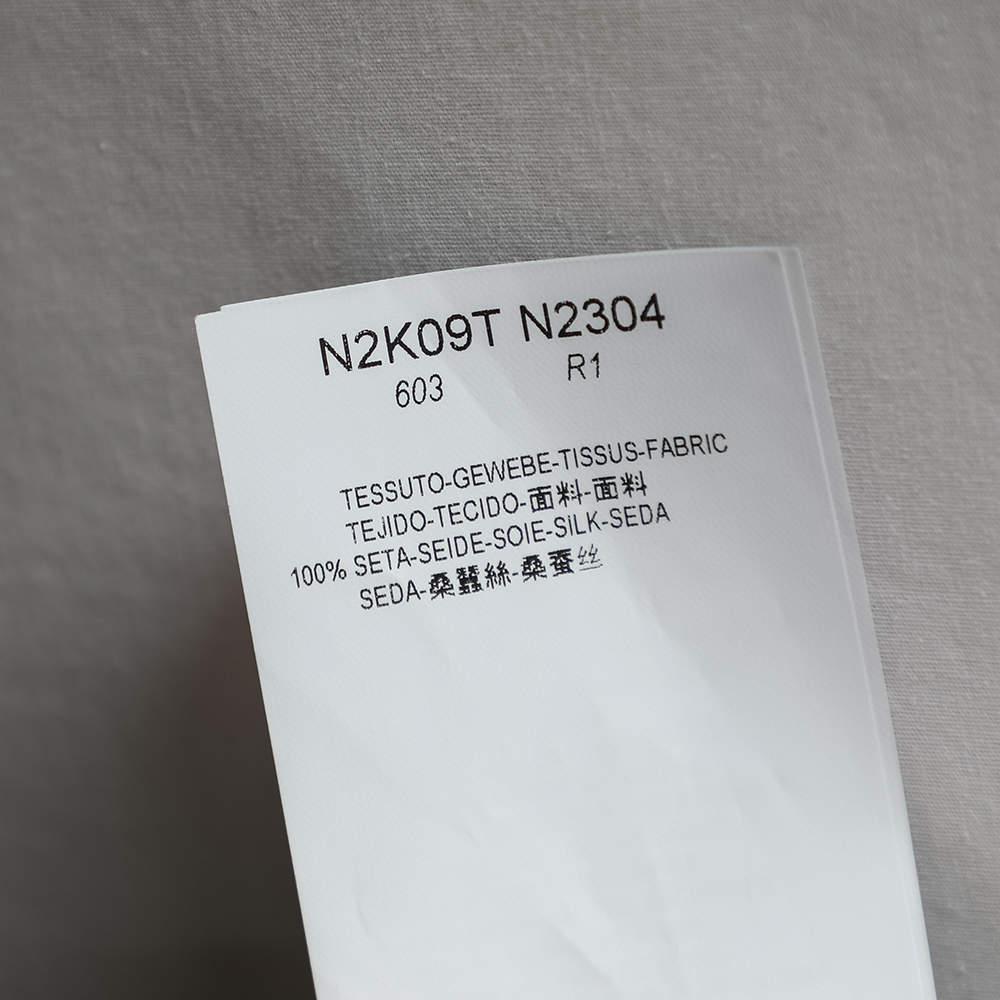 N2K09T N2304
603 R1
TESSUTO-GEWEBE-TISSUS-FABRIC
TEJIDO-TECIDO-面料-面料
100% SETA-SEIDE-SOIE-SILK-SEDA
SEDA-桑蠶絲-桑蚕丝